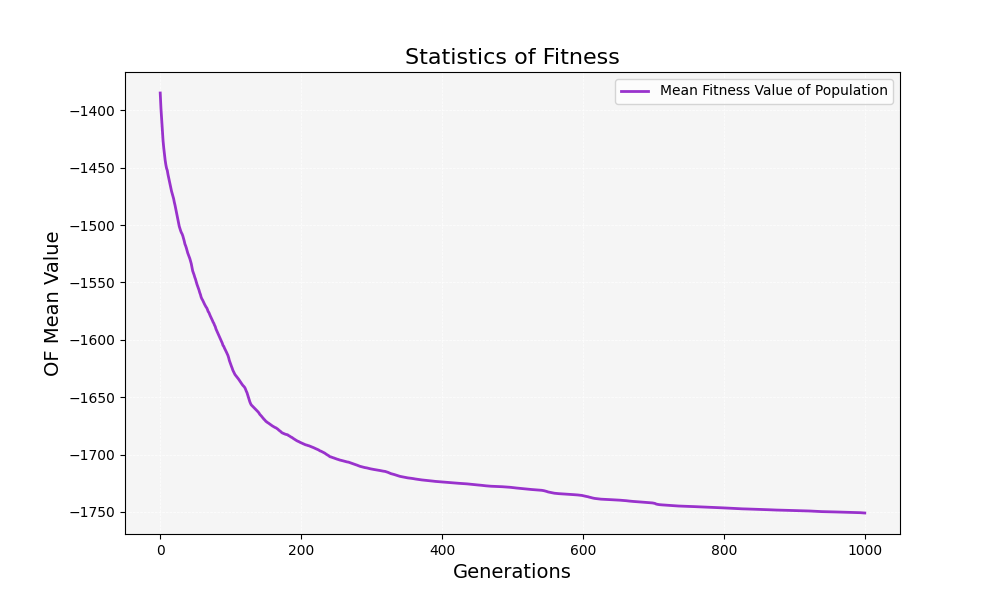 Statistics of Fitness
Mean Fitness Value of Population
OF Mean Value
−1400
−1450
−1500
−1550
−1600
−1650
−1700
−1750
0 200 400 600 800 1000
Generations